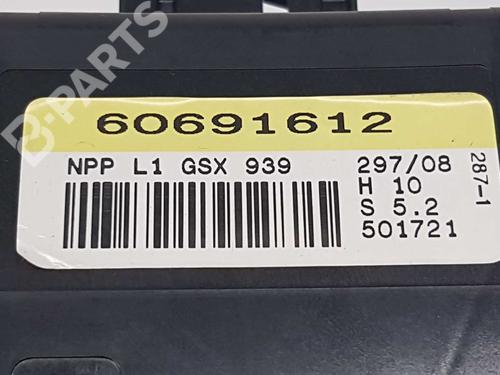 B-PARTS
60691612
NPP L1 GSX 939
297/08
H 10
S 5.2
501721
287-1